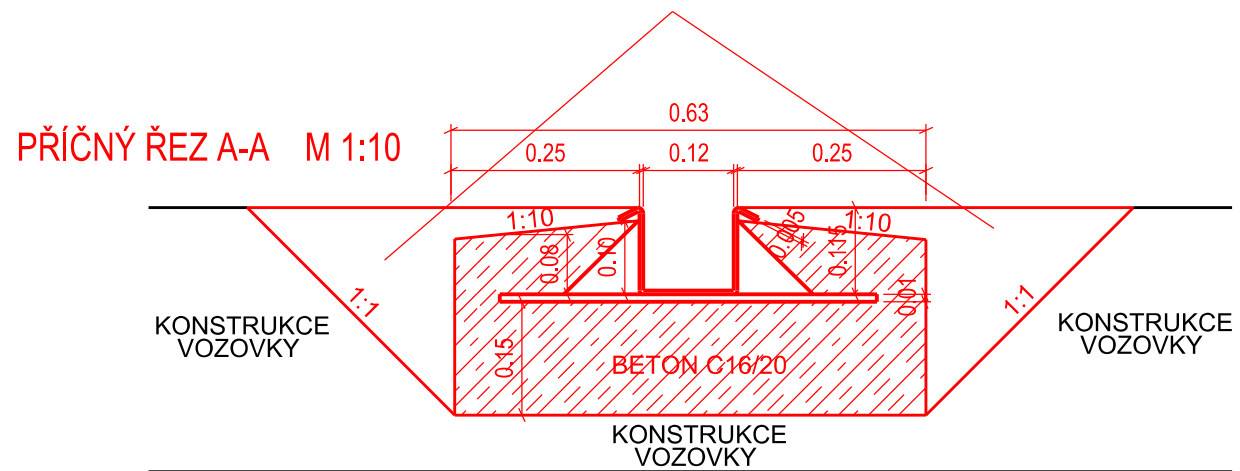 0.63
PŘÍČNÝ ŘEZ A-A M 1:10
0.25 0.12 0.25
1:10 1:10
0.005
0.08 0.10 0.115
0.01
1:1 1:1
KONSTRUKCE
VOZOVKY
KONSTRUKCE
VOZOVKY
0.15
BETON C16/20
KONSTRUKCE
VOZOVKY